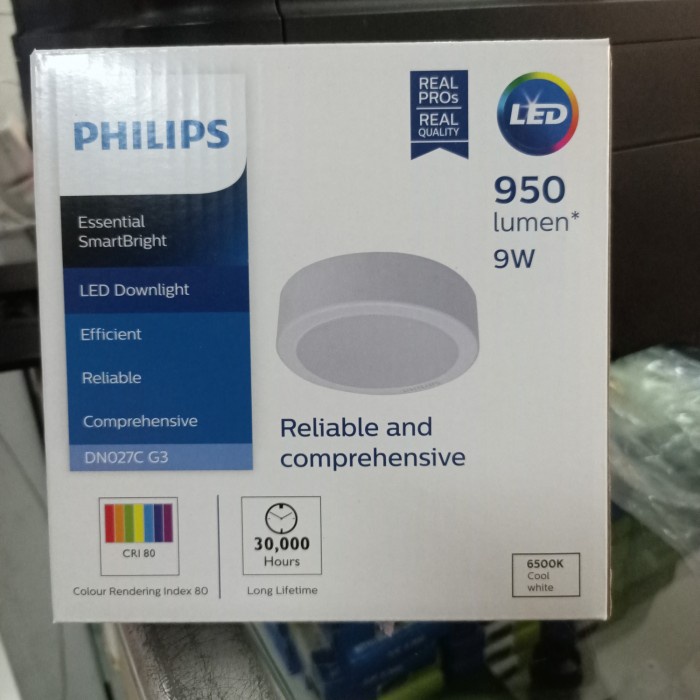 PHILIPS
Essential
SmartBright
LED Downlight
Efficient
Reliable
Comprehensive
DN027C G3
REAL
PROs
REAL
QUALITY
LED
950
lumen*
9W
Reliable and
comprehensive
CRI 80
Colour Rendering Index 80
30,000
Hours
Long Lifetime
6500K
Cool
white